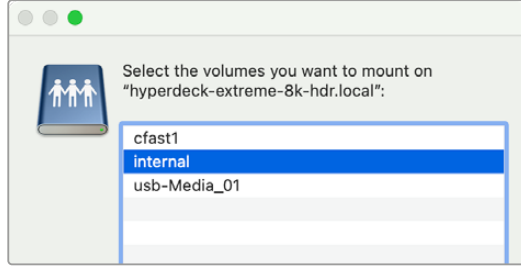 Select the volumes you want to mount on
“hyperdeck-extreme-8k-hdr.local”:
cfast1
internal
usb-Media_01